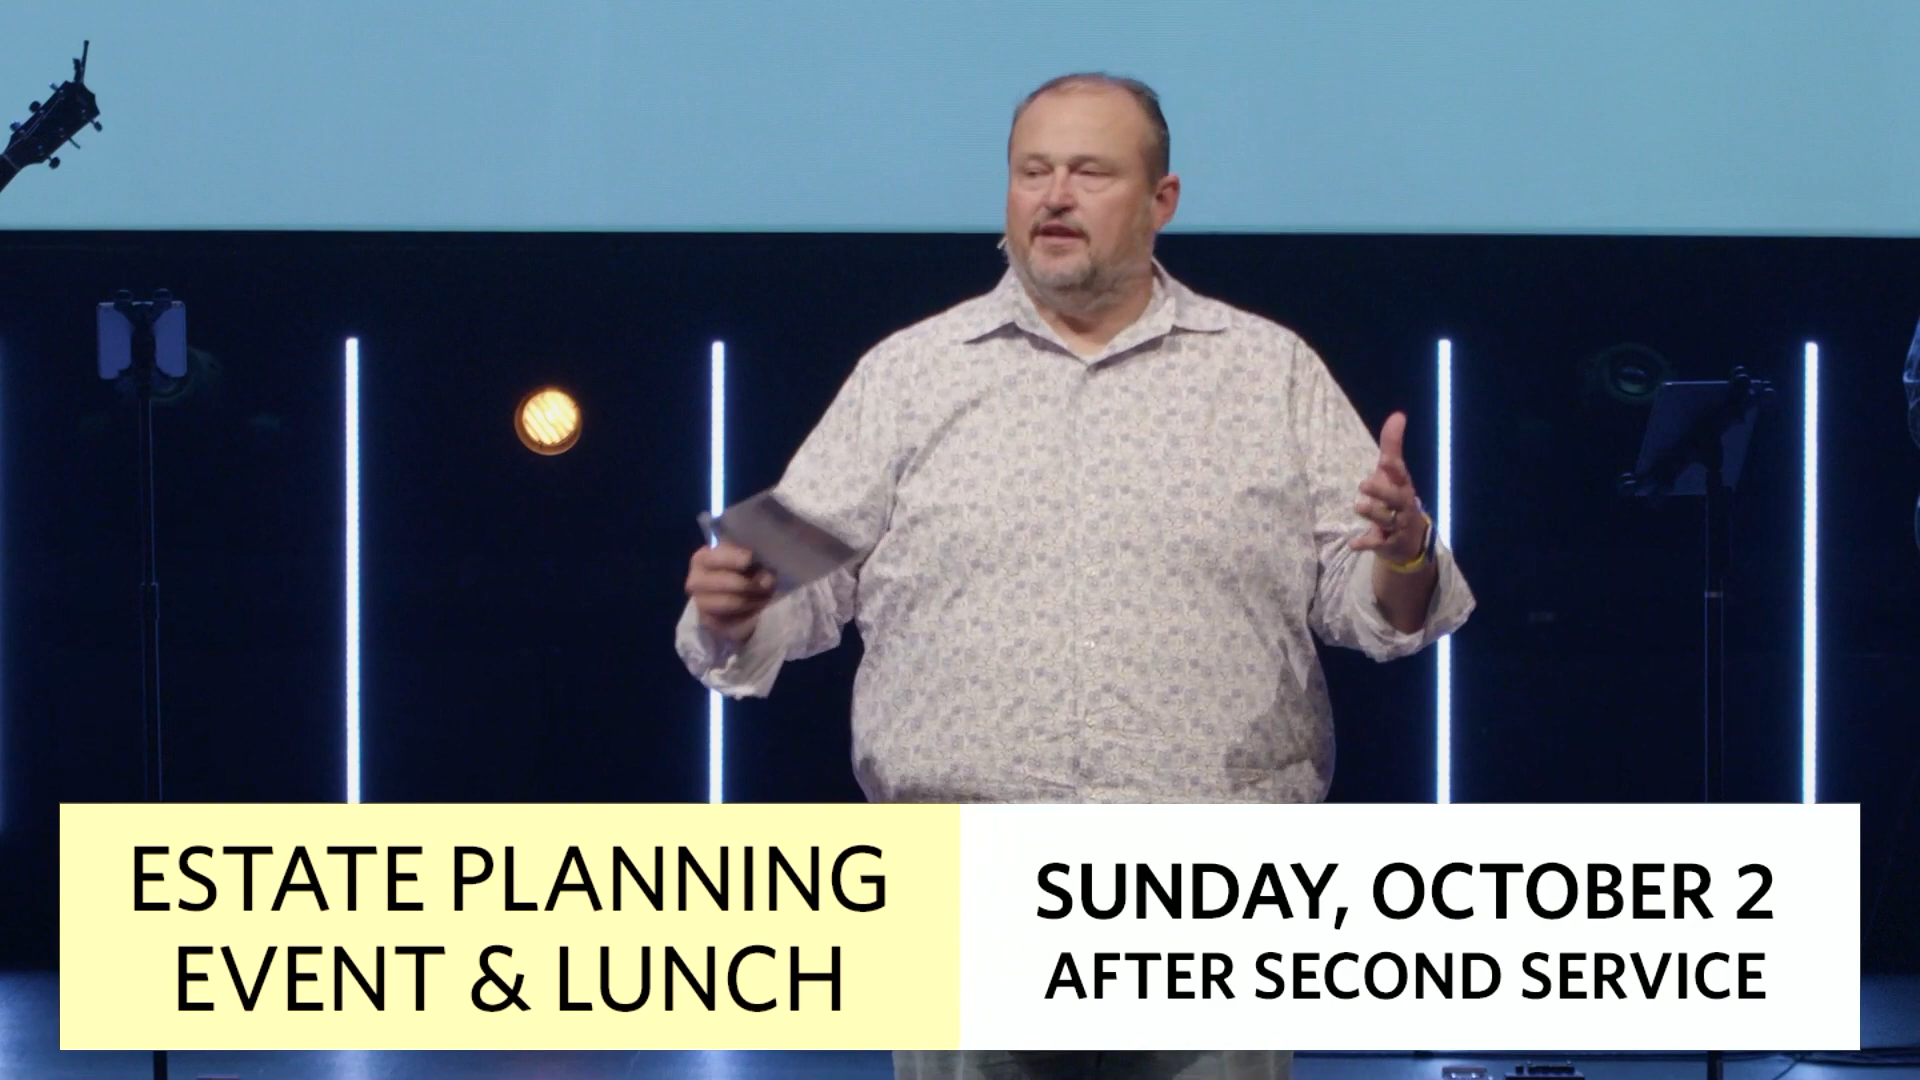 ESTATE PLANNING
EVENT & LUNCH
SUNDAY, OCTOBER 2
AFTER SECOND SERVICE